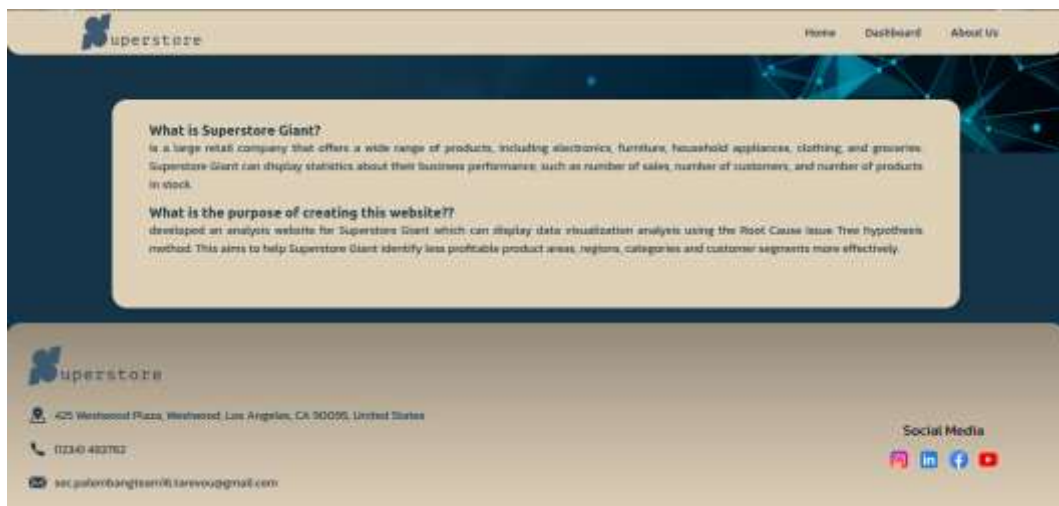 uperstore
Home Dashboard About Us
What is Superstore Giant?
is a large retail company that offers a wide range of products, including electronics, furniture, household appliances, clothing, and groceries.
Superstore Giant can display statistics about their business performance, such as number of sales, number of customers, and number of products
in stock.
What is the purpose of creating this website??
developed an analysis website for Superstore Giant which can display data visualization analysis using the Root Cause Issue Tree hypothesis
method. This aims to help Superstore Giant identify less profitable product areas, regions, categories and customer segments more effectively.
uperstore
425 Westwood Plaza, Westwood, Los Angeles, CA 90095, United States
Social Media